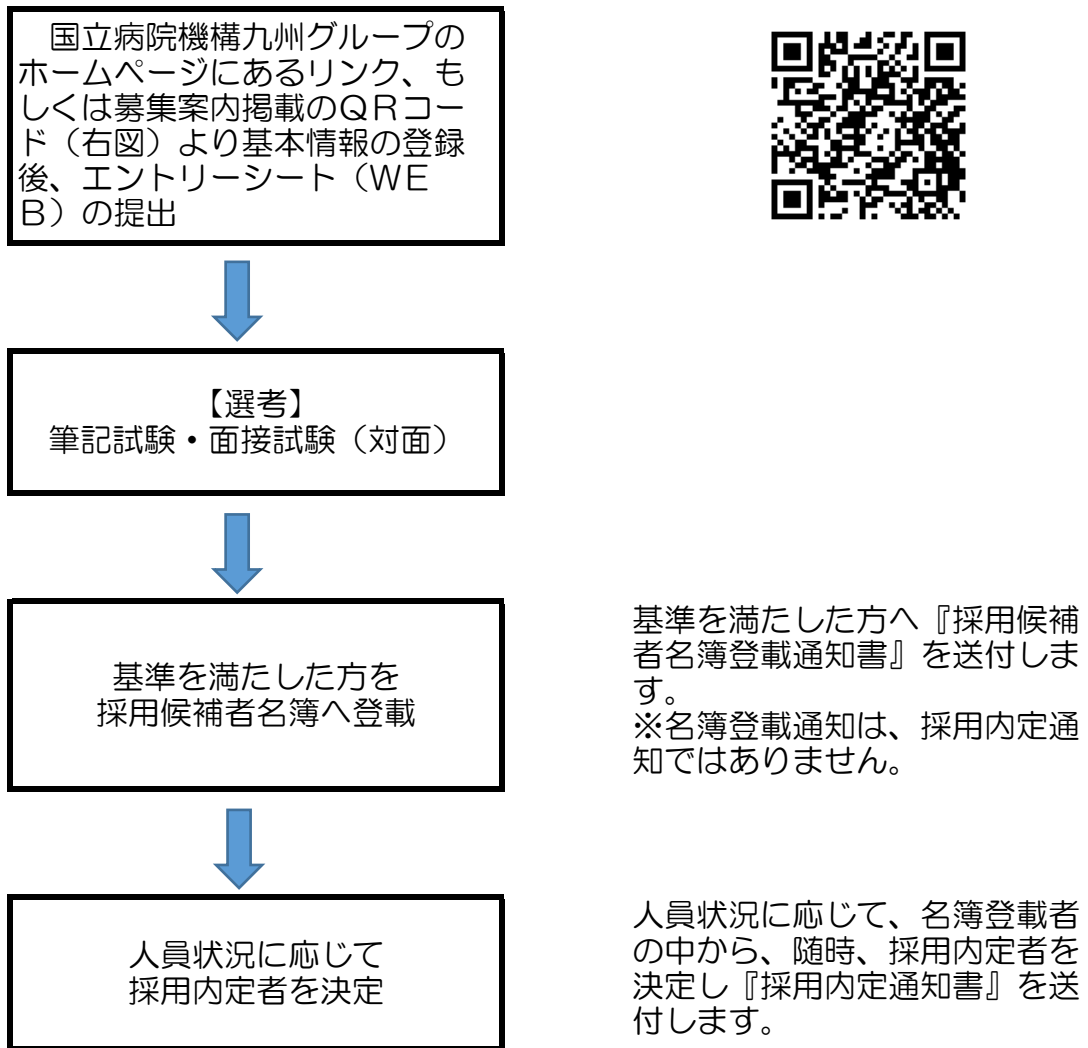 国立病院機構九州グループの
ホームページにあるリンク、も
しくは募集案内掲載のＱＲコー
ド（右図）より基本情報の登録
後、エントリーシート（ＷＥ
Ｂ）の提出
【選考】
筆記試験・面接試験（対面）
基準を満たした方を
採用候補者名簿へ登載
基準を満たした方へ『採用候補
者名簿登載通知書』を送付しま
す。
※名簿登載通知は、採用内定通
知ではありません。
人員状況に応じて
採用内定者を決定
人員状況に応じて、名簿登載者
の中から、随時、採用内定者を
決定し『採用内定通知書』を送
付します。